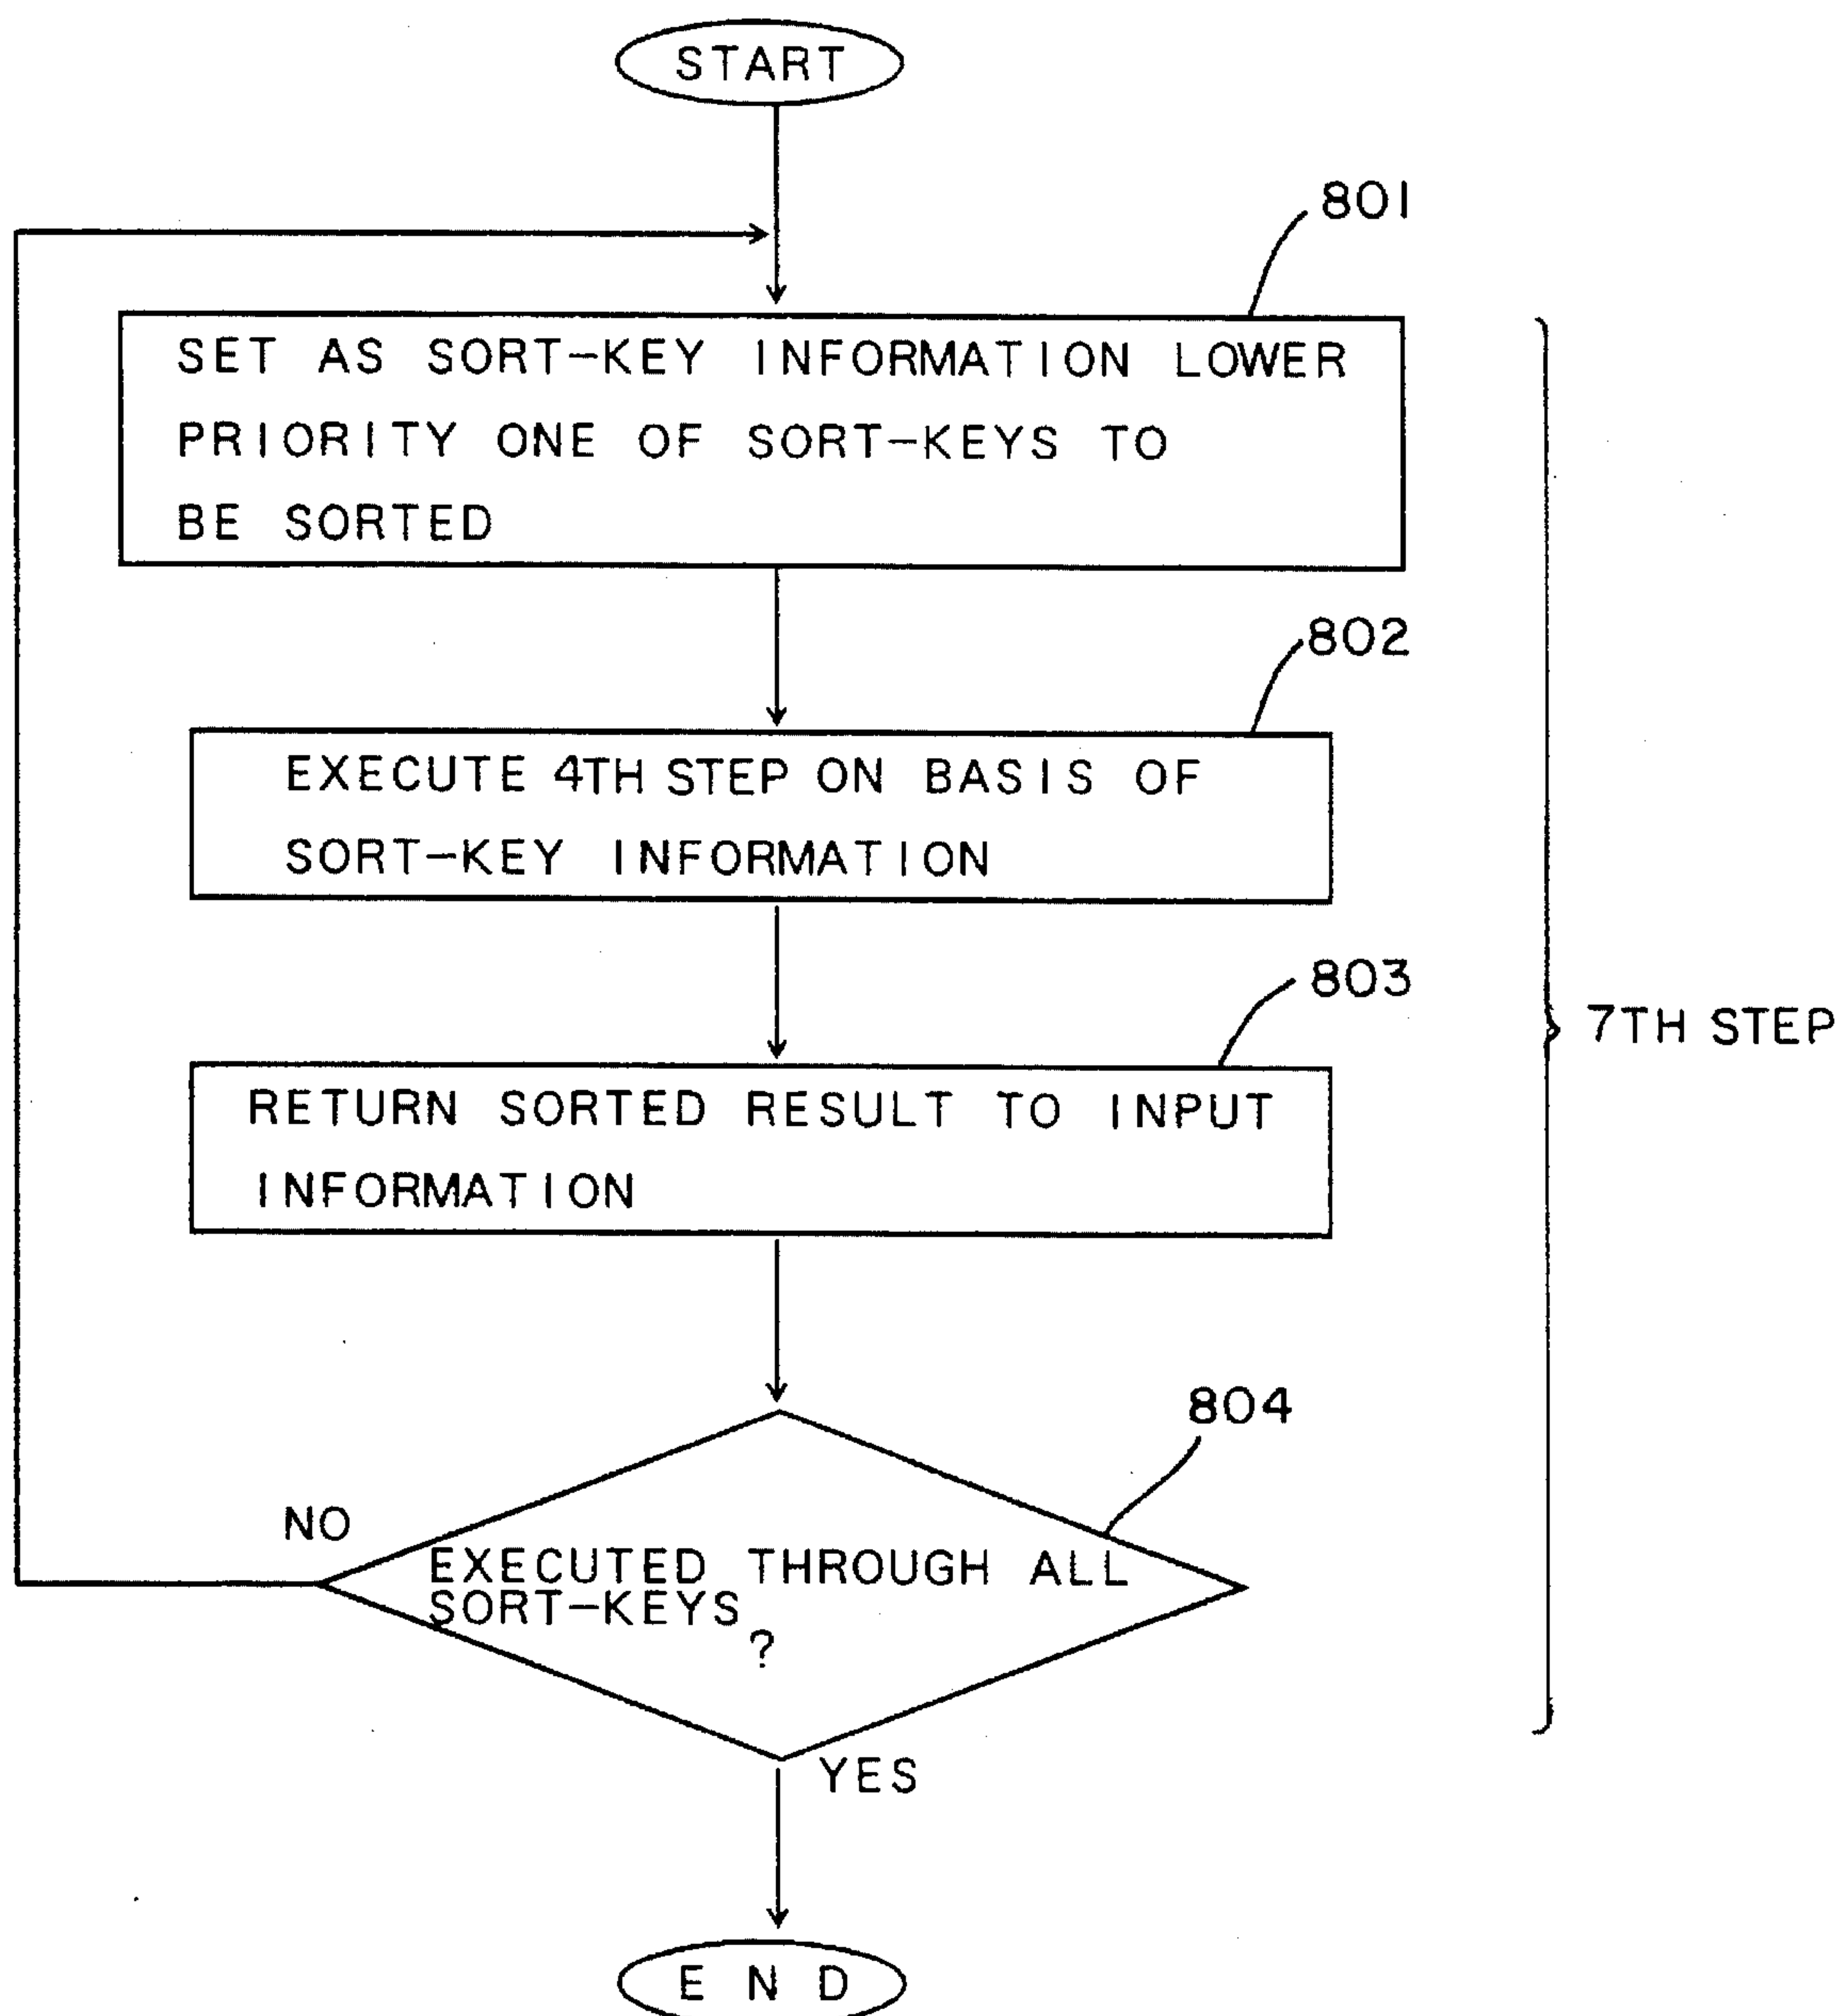 START
801
SET AS SORT-KEY INFORMATION LOWER
PRIORITY ONE OF SORT-KEYS TO
BE SORTED
802
EXECUTE 4TH STEP ON BASIS OF
SORT-KEY INFORMATION
803
RETURN SORTED RESULT TO INPUT
INFORMATION
7TH STEP
804
NO
EXECUTED THROUGH ALL
SORT-KEYS
?
YES
END